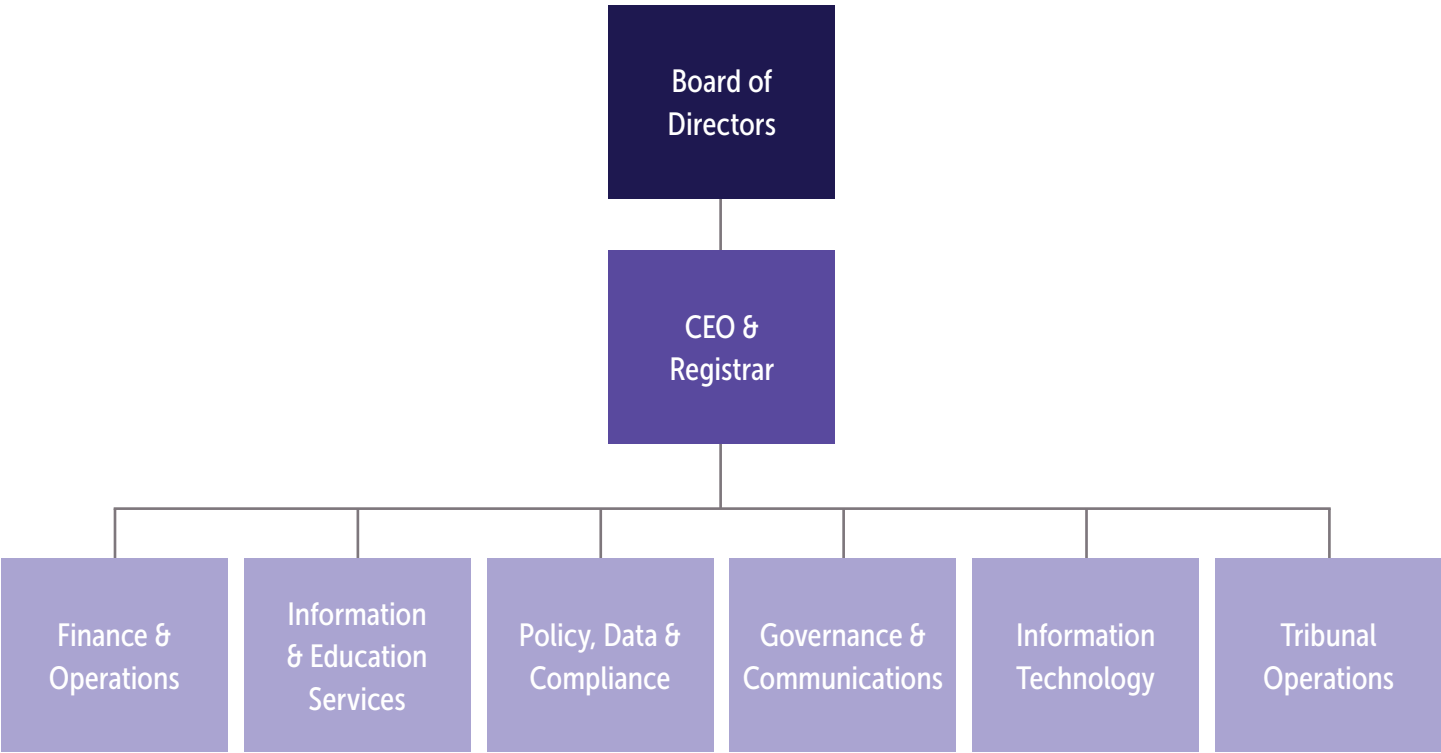 Board of
Directors
CEO &
Registrar
Finance &
Operations
Information
& Education
Services
Policy, Data &
Compliance
Governance &
Communications
Information
Technology
Tribunal
Operations